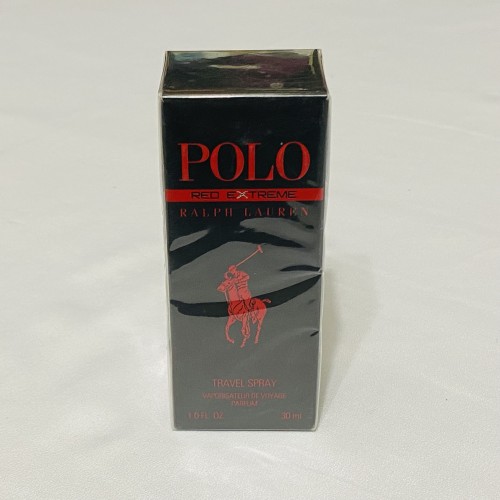 POLO
RED EXTREME
RALPH LAUREN
TRAVEL SPRAY
VAPORISATEUR DE VOYAGE
PARFUM
1.0 FL. OZ. 30 ml